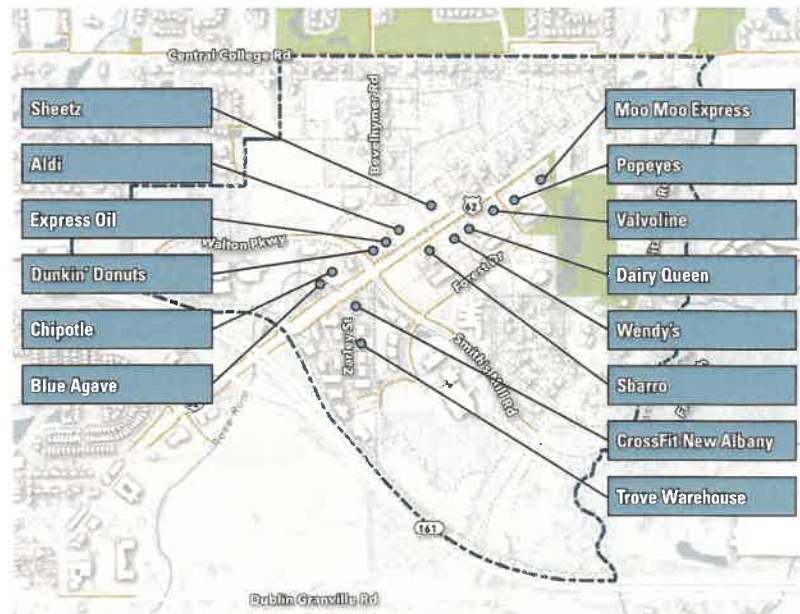 Central College Rd
Bevelhymer Rd
Sheetz
Aldi
Express Oil
Dunkin' Donuts
Chipotle
Blue Agave
Moo Moo Express
Popeyes
Valvoline
Dairy Queen
Wendy's
Sbarro
CrossFit New Albany
Trove Warehouse
62
Walton Pkwy
Forest Dr
Zarley St
Smith's Mill Rd
161
Dublin Granville Rd